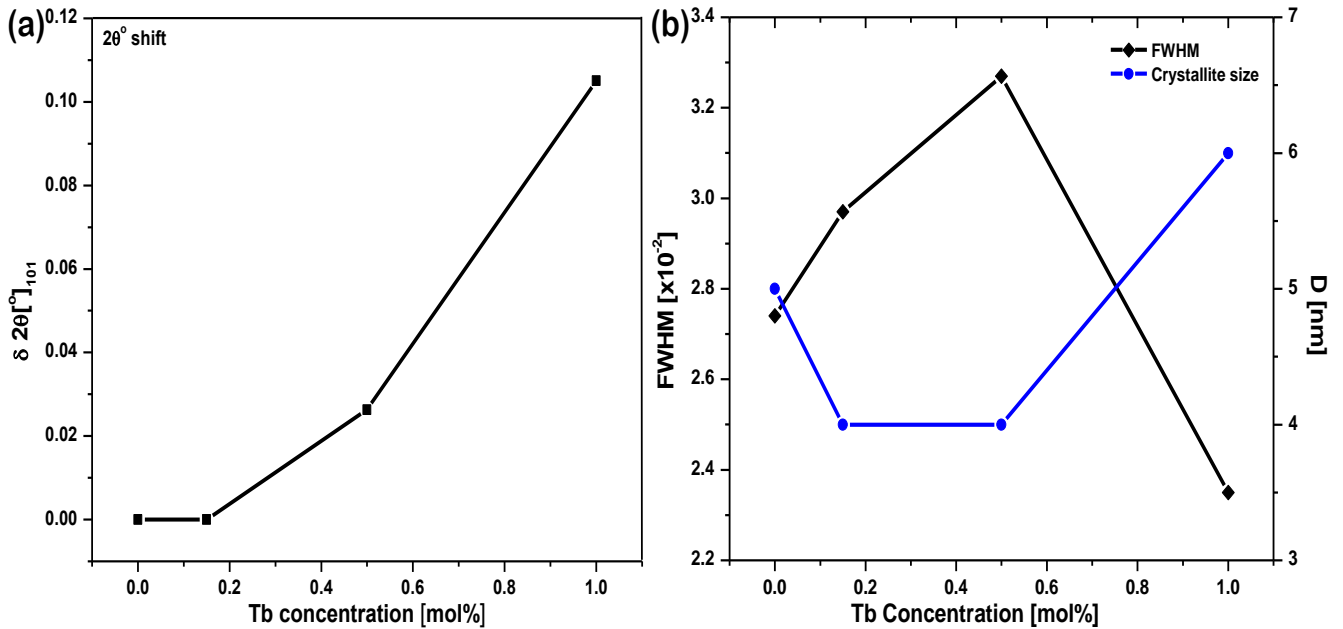 (a)
2θ° shift
δ 2θ[°]₁₀₁
0.12
0.10
0.08
0.06
0.04
0.02
0.00
0.0 0.2 0.4 0.6 0.8 1.0
Tb concentration [mol%]
(b)
FWHM
Crystallite size
FWHM [x10⁻²]
3.4
3.2
3.0
2.8
2.6
2.4
2.2
7
6
5
4
3
D [nm]
0.0 0.2 0.4 0.6 0.8 1.0
Tb Concentration [mol%]